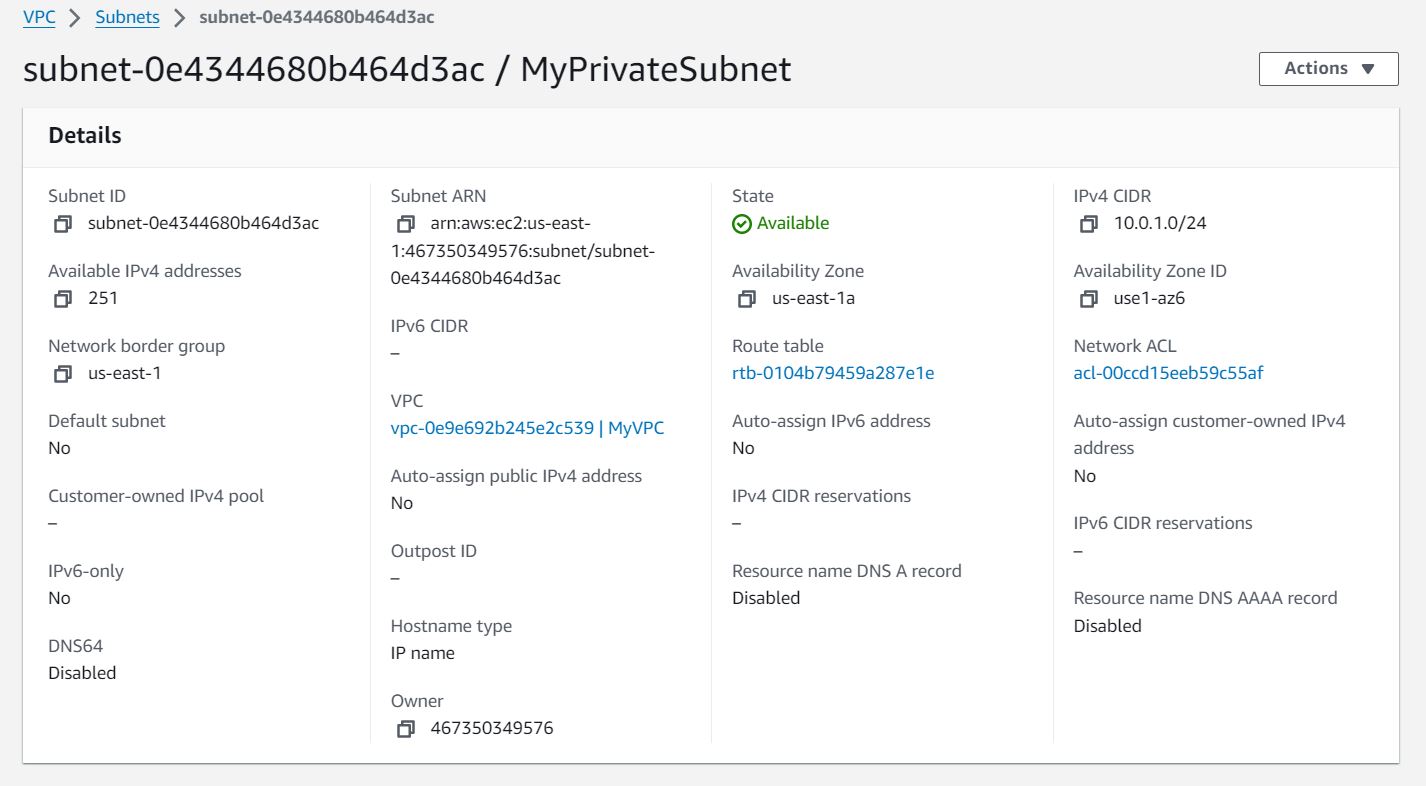 VPC > Subnets > subnet-0e4344680b464d3ac
subnet-0e4344680b464d3ac / MyPrivateSubnet
Actions ▼
Details
Subnet ID
subnet-0e4344680b464d3ac
Available IPv4 addresses
251
Network border group
us-east-1
Default subnet
No
Customer-owned IPv4 pool
–
IPv6-only
No
DNS64
Disabled
Subnet ARN
arn:aws:ec2:us-east-
1:467350349576:subnet/subnet-
0e4344680b464d3ac
IPv6 CIDR
–
VPC
vpc-0e9e692b245e2c539 | MyVPC
Auto-assign public IPv4 address
No
Outpost ID
–
Hostname type
IP name
Owner
467350349576
State
Available
Availability Zone
us-east-1a
Route table
rtb-0104b79459a287e1e
Auto-assign IPv6 address
No
IPv4 CIDR reservations
–
Resource name DNS A record
Disabled
IPv4 CIDR
10.0.1.0/24
Availability Zone ID
use1-az6
Network ACL
acl-00ccd15eeb59c55af
Auto-assign customer-owned IPv4
address
No
IPv6 CIDR reservations
–
Resource name DNS AAAA record
Disabled